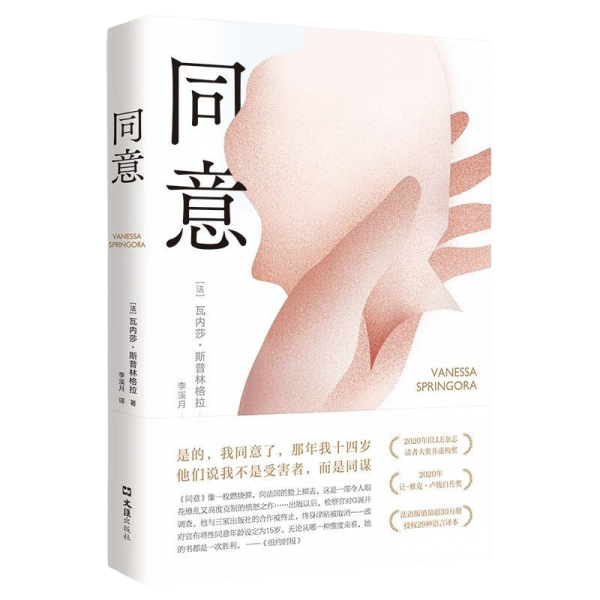 同意
VANESSA
SPRINGORA
[法] 瓦内莎·斯普林格拉 著
李溪月 译
文匯出版社
同意
[法] 瓦内莎·斯普林格拉
李溪月
VANESSA
SPRINGORA
是的，我同意了，那年我十四岁
他们说我不是受害者，而是同谋
《同意》像一枚燃烧弹，向法国的脸上掷去，这是一部令人眼
花缭乱又高度克制的愤怒之作……出版以后，检察官对G展开
调查。他与三家出版社的合作被终止，终身津贴被取消……政
府宣布将性同意年龄设定为15岁。无论从哪一种维度来看，她
的书都是一次胜利。——《纽约时报》
2020年ELLE杂志
读者大奖非虚构奖
2020年
让-雅克·卢梭自传奖
法语版销量超30万册
授权29种语言译本